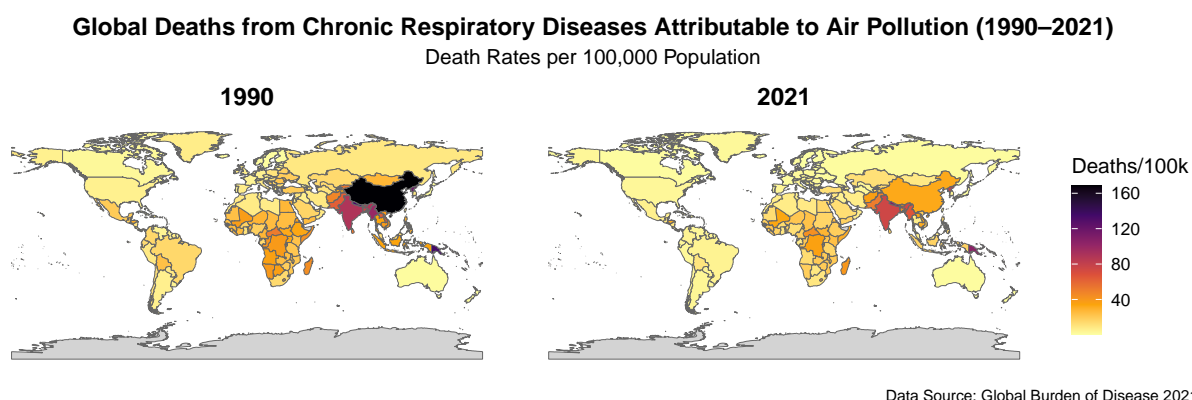 Global Deaths from Chronic Respiratory Diseases Attributable to Air Pollution (1990–2021)
Death Rates per 100,000 Population
1990
2021
Deaths/100k
160
120
80
40
Data Source: Global Burden of Disease